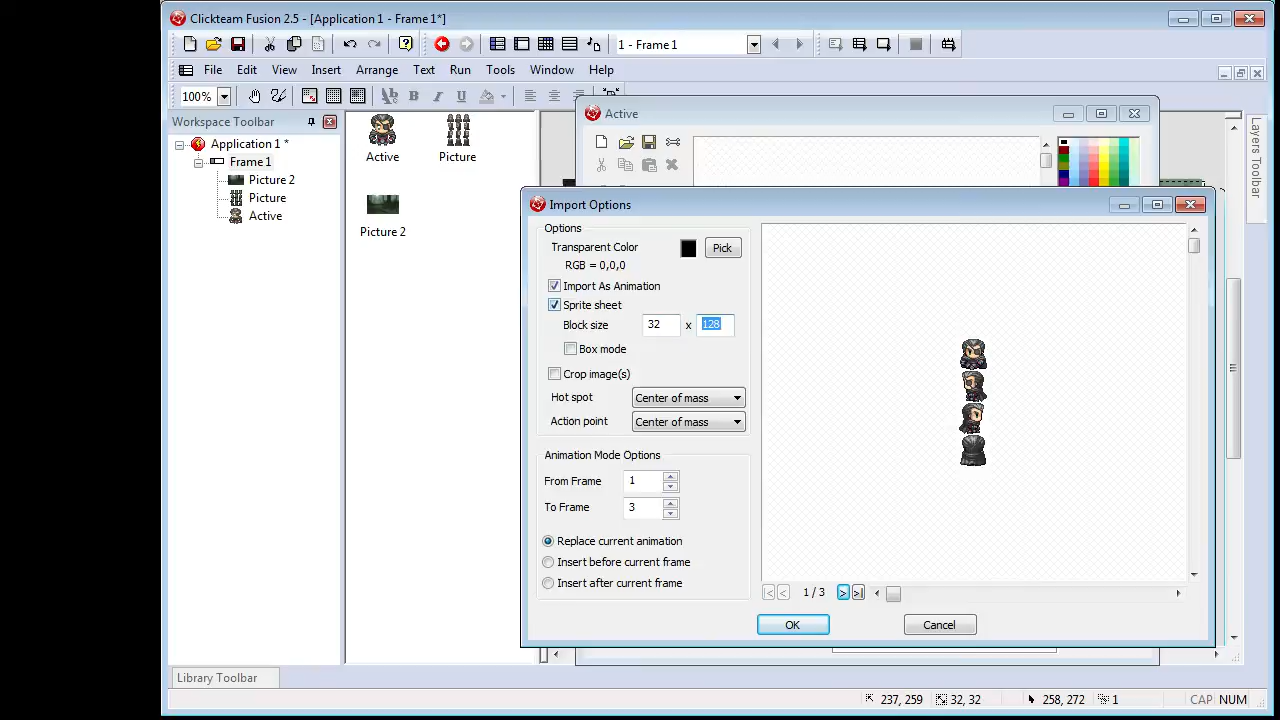 Clickteam Fusion 2.5 - [Application 1 - Frame 1*]
1 - Frame 1
File Edit View Insert Arrange Text Run Tools Window Help
100%
B I U
Workspace Toolbar
Application 1 *
Frame 1
Picture 2
Picture
Active
Active Picture
Picture 2
Active
Layers Toolbar
Import Options
Options
Transparent Color Pick
RGB = 0,0,0
Import As Animation
Sprite sheet
Block size 32 x 128
Box mode
Crop image(s)
Hot spot Center of mass
Action point Center of mass
Animation Mode Options
From Frame 1
To Frame 3
Replace current animation
Insert before current frame
Insert after current frame
1 / 3
OK Cancel
Library Toolbar
237, 259 32, 32 258, 272 1 CAP NUM